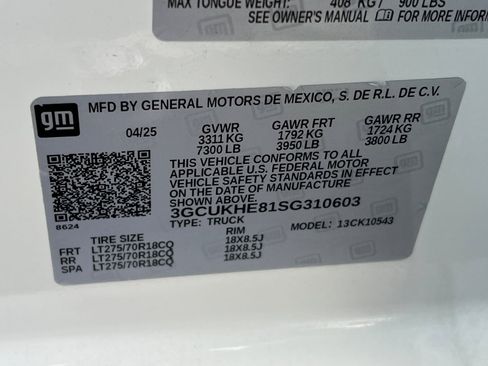 MAX TONGUE WEIGHT: 408 KG / 900 LBS
SEE OWNER'S MANUAL FOR MORE INFORMATION
gm
MFD BY GENERAL MOTORS DE MEXICO, S. DE R.L. DE C.V.
04/25 GVWR GAWR FRT GAWR RR
3311 KG 1792 KG 1724 KG
7300 LB 3950 LB 3800 LB
THIS VEHICLE CONFORMS TO ALL
APPLICABLE U.S. FEDERAL MOTOR
VEHICLE SAFETY STANDARDS IN EFFECT
ON THE DATE OF MANUFACTURE SHOWN ABOVE.
8624
3GCUKHE81SG310603
TYPE: TRUCK MODEL: 13CK10543
TIRE SIZE RIM
FRT LT275/70R18CQ 18X8.5J
RR LT275/70R18CQ 18X8.5J
SPA LT275/70R18CQ 18X8.5J